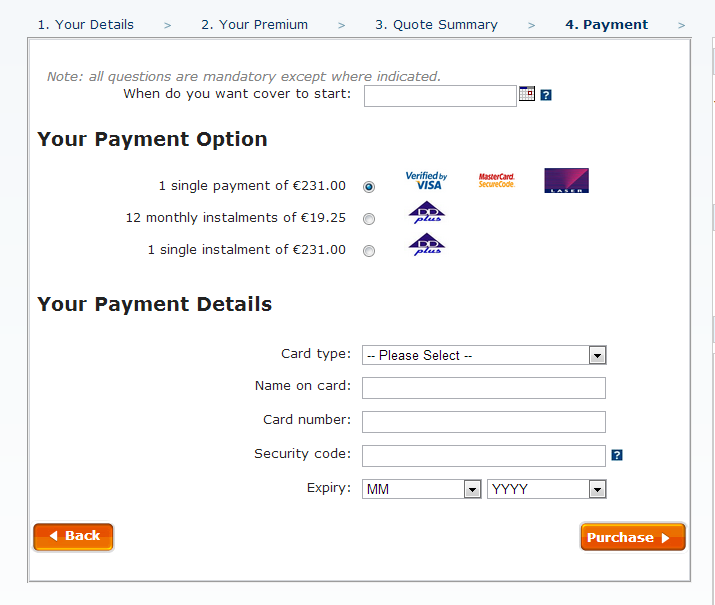 1. Your Details > 2. Your Premium > 3. Quote Summary > 4. Payment >
Note: all questions are mandatory except where indicated.
When do you want cover to start: ?
Your Payment Option
1 single payment of €231.00 Verified by VISA MasterCard. SecureCode. LASER
12 monthly instalments of €19.25 DD plus
1 single instalment of €231.00 DD plus
Your Payment Details
Card type: -- Please Select --
Name on card:
Card number:
Security code: ?
Expiry: MM YYYY
Back Purchase